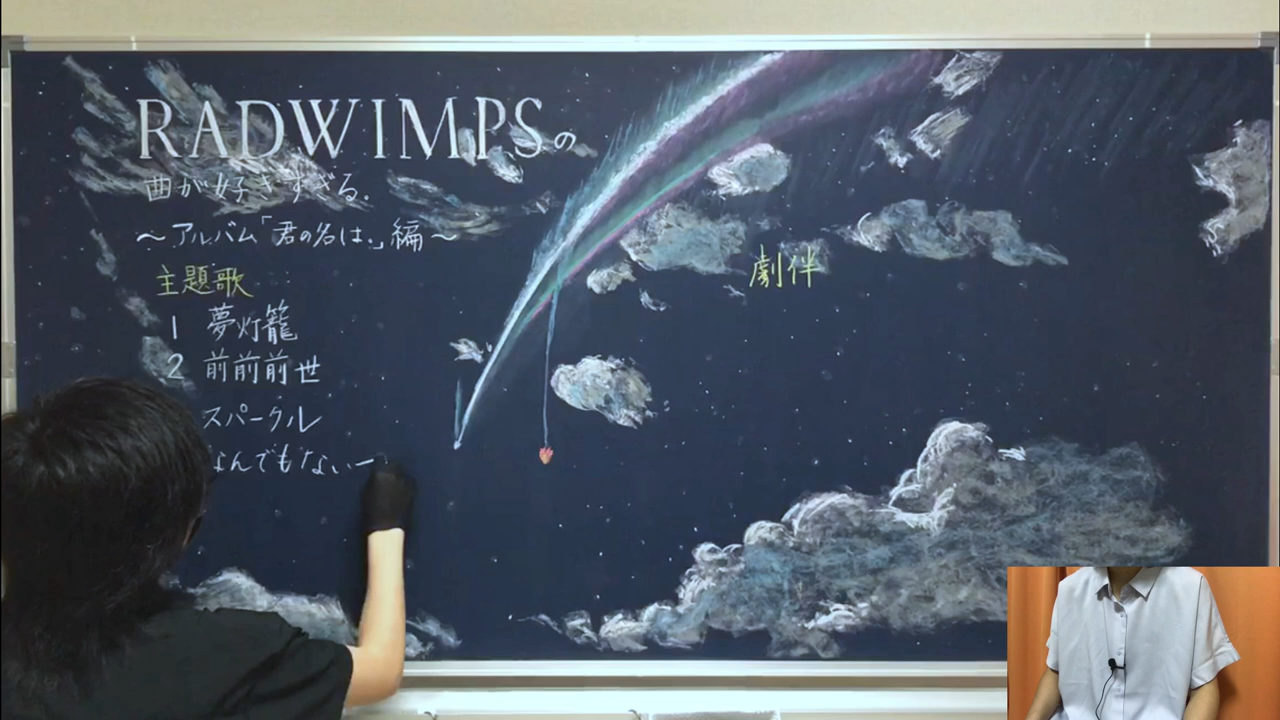 RADWIMPSの
曲が好きすぎる。
～アルバム「君の名は。」編～
主題歌
1 夢灯籠
2 前前前世
スパークル
なんでもないー
劇伴